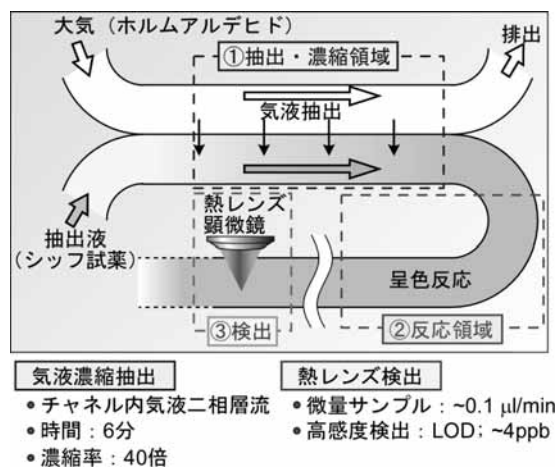 大気（ホルムアルデヒド）
排出
①抽出・濃縮領域
気液抽出
熱レンズ
顕微鏡
抽出液
(シッフ試薬)
呈色反応
③検出
②反応領域
気液濃縮抽出
• チャネル内気液二相層流
• 時間：6分
• 濃縮率：40倍
熱レンズ検出
• 微量サンプル：~0.1 μl/min
• 高感度検出：LOD; ~4ppb